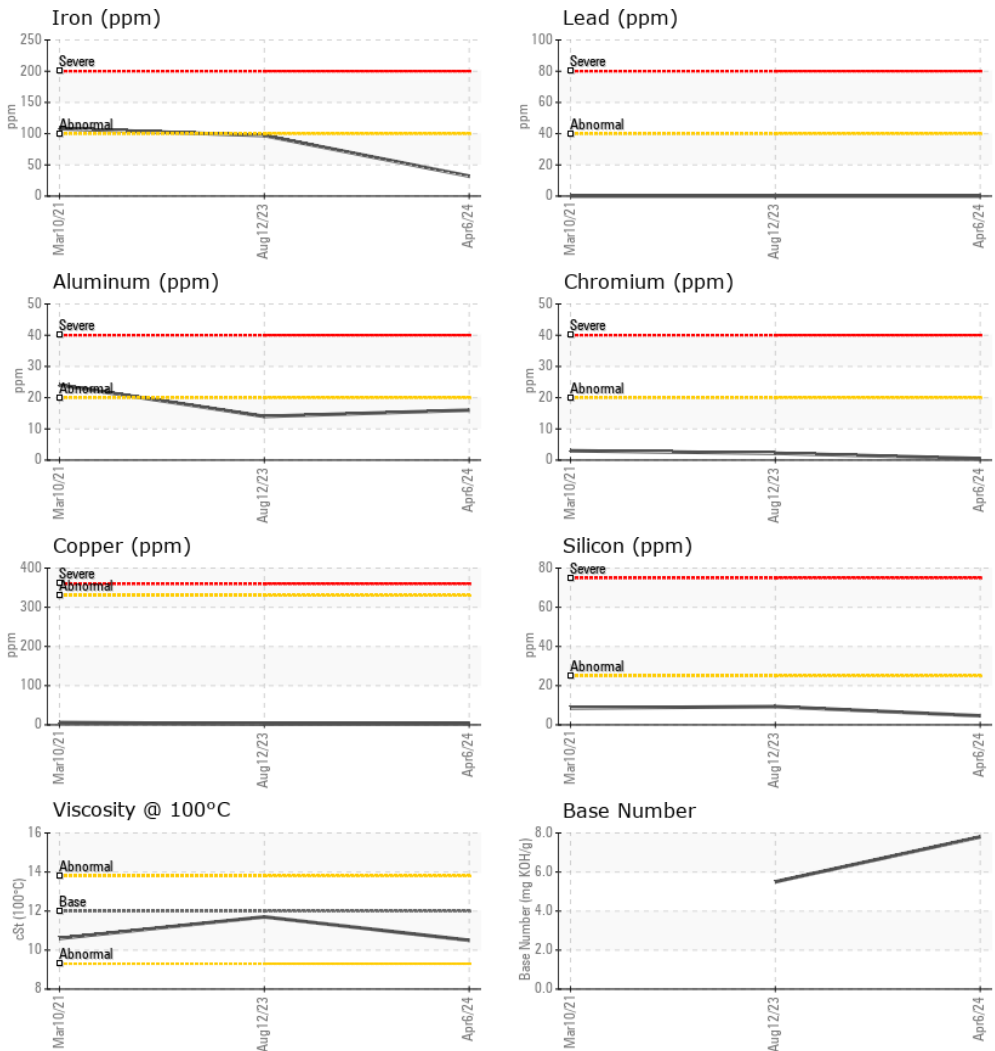 Iron (ppm)
250
200
150
100
50
0
ppm
Severe
Abnormal
Mar10/21
Aug12/23
Apr6/24
Lead (ppm)
100
80
60
40
20
0
ppm
Severe
Abnormal
Mar10/21
Aug12/23
Apr6/24
Aluminum (ppm)
50
40
30
20
10
0
ppm
Severe
Abnormal
Mar10/21
Aug12/23
Apr6/24
Chromium (ppm)
50
40
30
20
10
0
ppm
Severe
Abnormal
Mar10/21
Aug12/23
Apr6/24
Copper (ppm)
400
300
200
100
0
ppm
Severe
Abnormal
Mar10/21
Aug12/23
Apr6/24
Silicon (ppm)
80
60
40
20
0
ppm
Severe
Abnormal
Mar10/21
Aug12/23
Apr6/24
Viscosity @ 100°C
16
14
12
10
8
cSt (100°C)
Abnormal
Base
Abnormal
Mar10/21
Aug12/23
Apr6/24
Base Number
8.0
6.0
4.0
2.0
0.0
Base Number (mg KOH/g)
Mar10/21
Aug12/23
Apr6/24